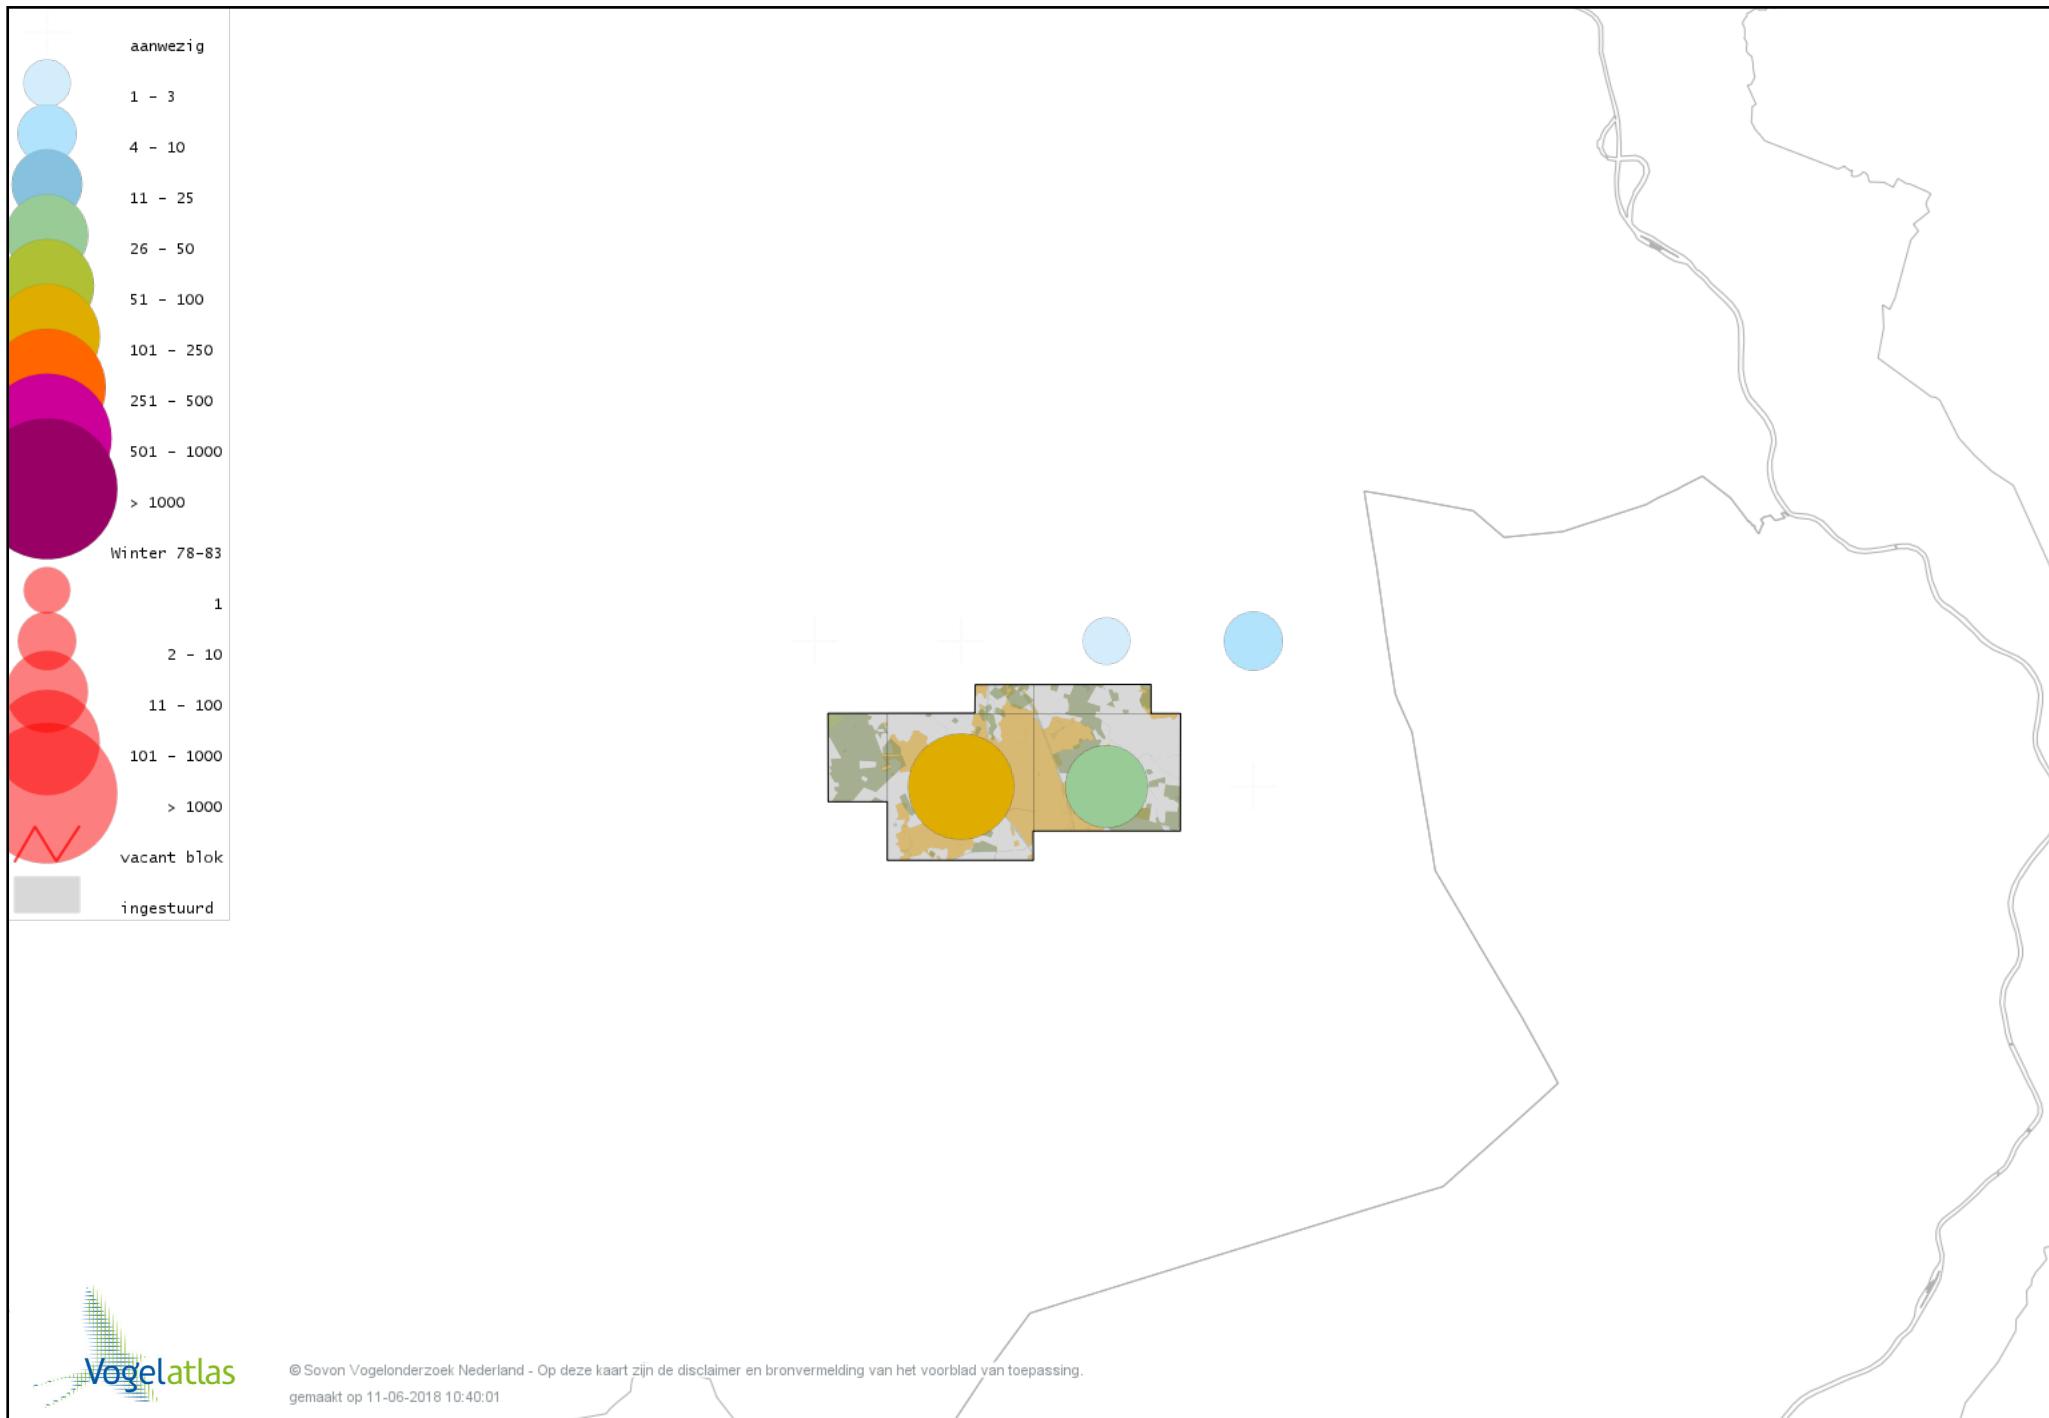 aanwezig
1 - 3
4 - 10
11 - 25
26 - 50
51 - 100
101 - 250
251 - 500
501 - 1000
> 1000
Winter 78-83
1
2 - 10
11 - 100
101 - 1000
> 1000
vacant blok
ingestuurd
Vogelatlas
© Sovon Vogelonderzoek Nederland - Op deze kaart zijn de disclaimer en bronvermelding van het voorblad van toepassing.
gemaakt op 11-06-2018 10:40:01